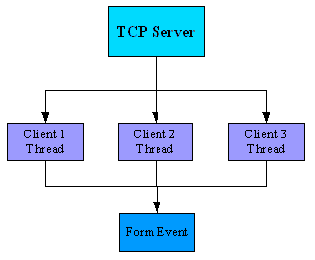 TCP Server
Client 1
Thread
Client 2
Thread
Client 3
Thread
Form Event